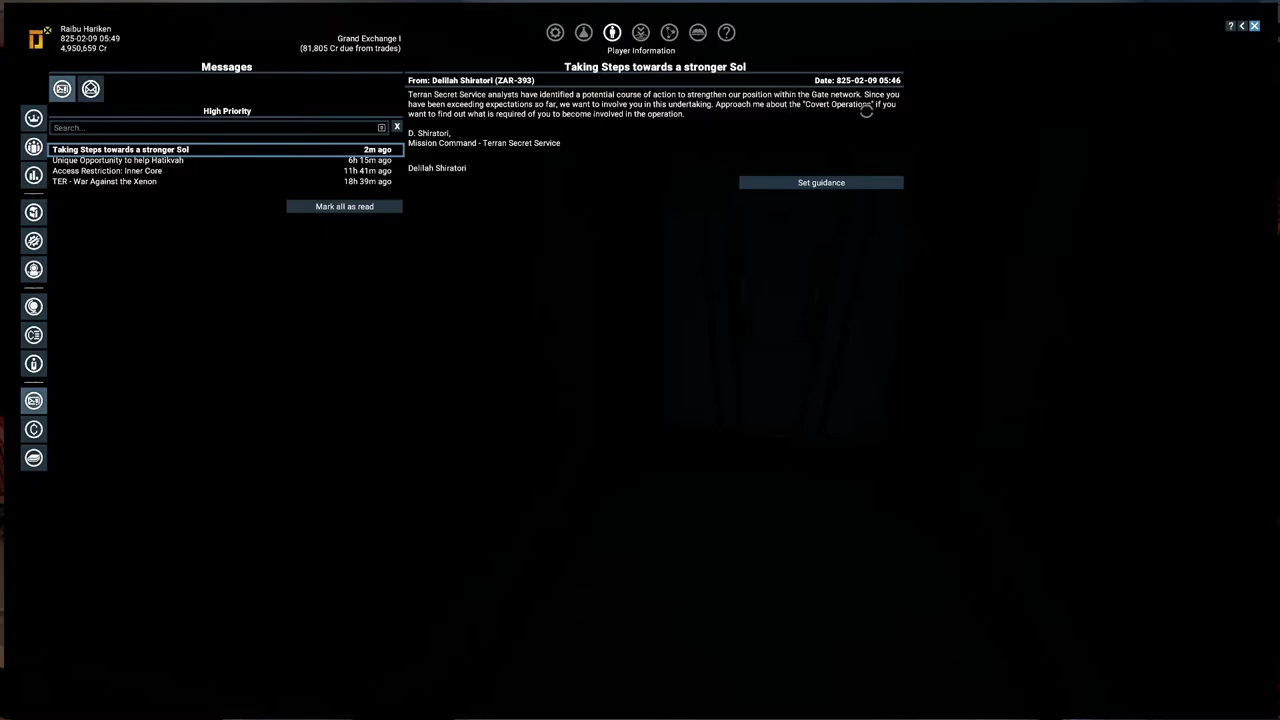 Raibu Hariken
825-02-09 05:49
4,950,659 Cr
Grand Exchange I
(81,805 Cr due from trades)
Player Information
Messages
High Priority
Search...
X
Taking Steps towards a stronger Sol 2m ago
Unique Opportunity to help Hatikvah 6h 15m ago
Access Restriction: Inner Core 11h 41m ago
TER - War Against the Xenon 18h 39m ago
Mark all as read
Taking Steps towards a stronger Sol
From: Delilah Shiratori (ZAR-393) Date: 825-02-09 05:46
Terran Secret Service analysts have identified a potential course of action to strengthen our position within the Gate network. Since you
have been exceeding expectations so far, we want to involve you in this undertaking. Approach me about the "Covert Operations" if you
want to find out what is required of you to become involved in the operation.
D. Shiratori,
Mission Command - Terran Secret Service
Delilah Shiratori
Set guidance